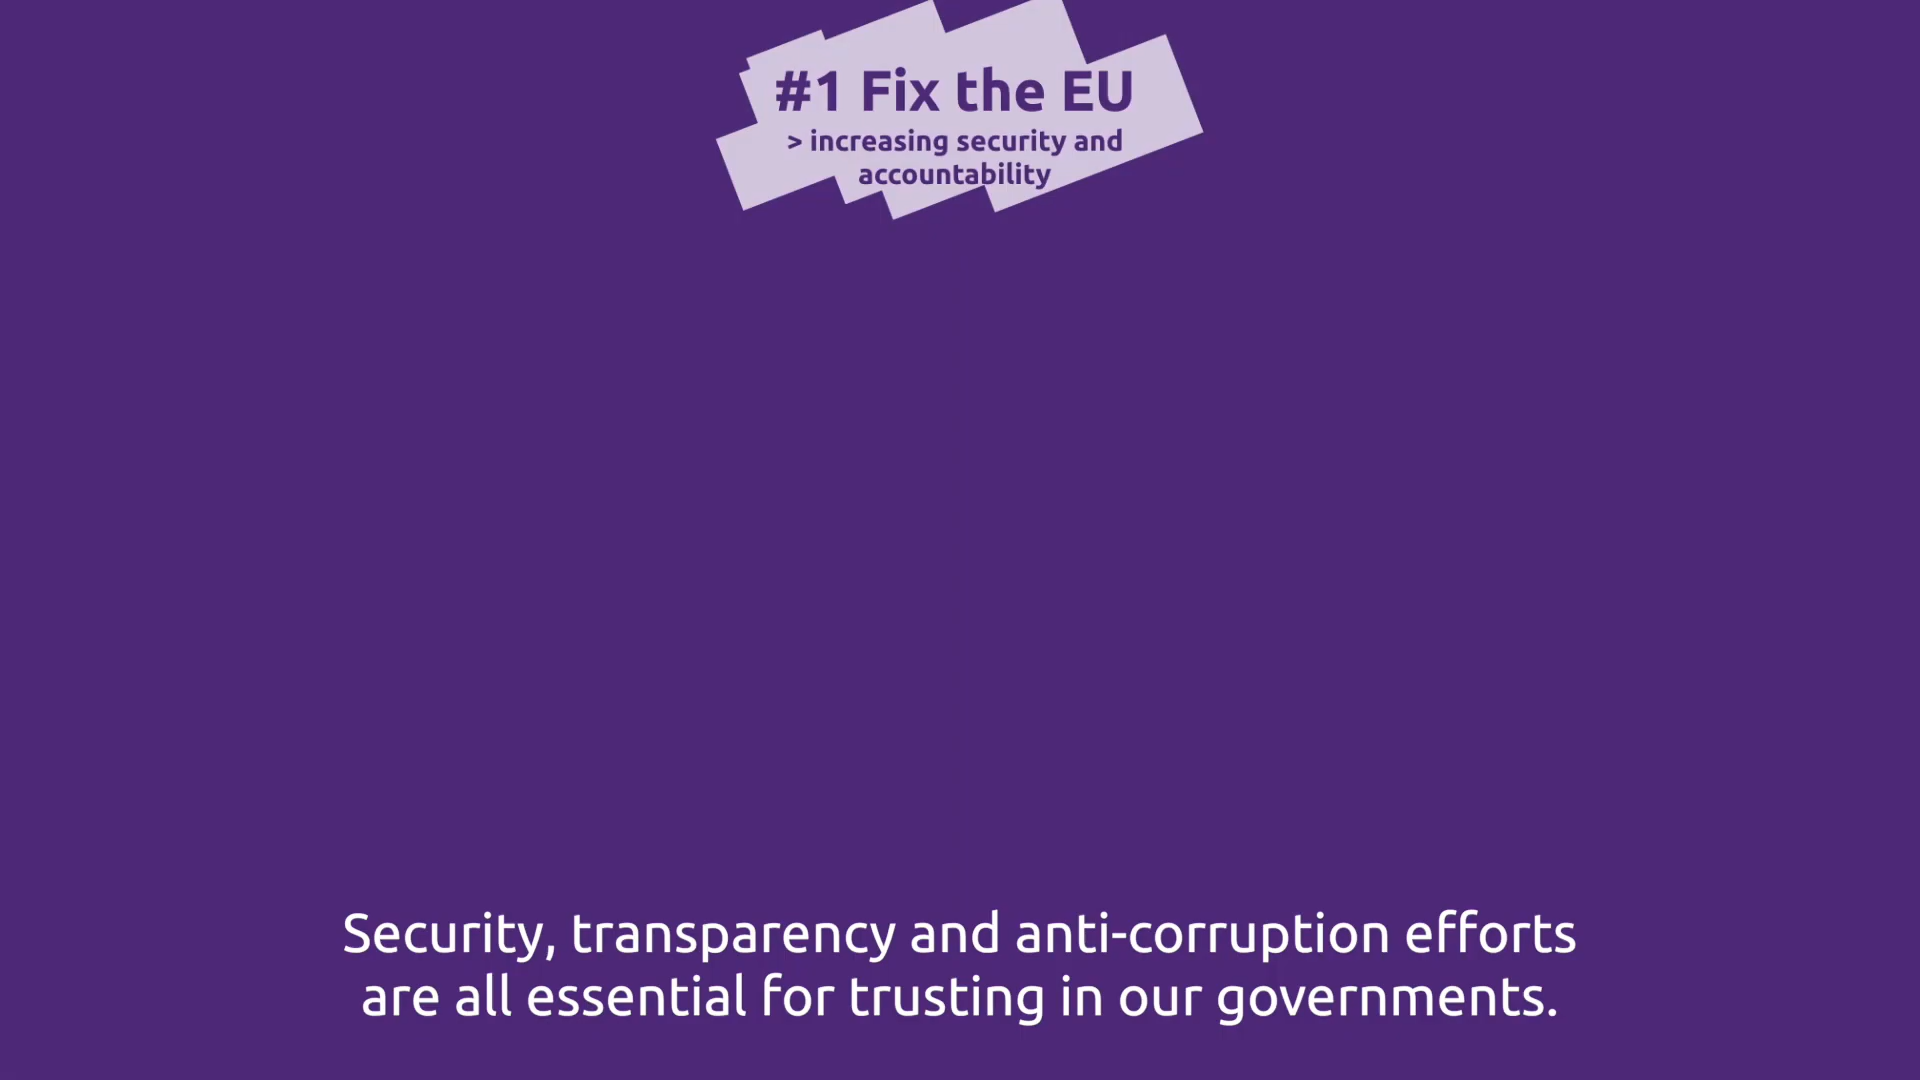 #1 Fix the EU
> increasing security and
accountability
Security, transparency and anti-corruption efforts
are all essential for trusting in our governments.